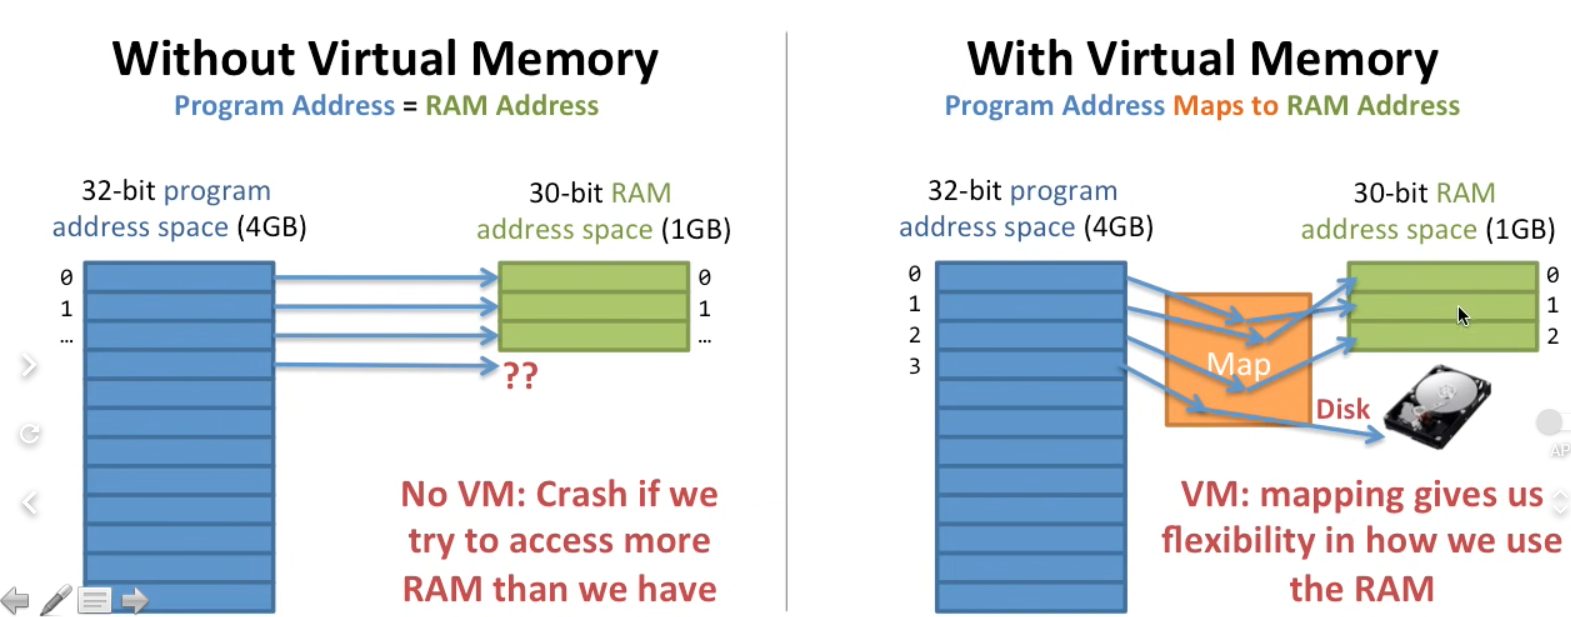 Without Virtual Memory
Program Address = RAM Address
32-bit program
address space (4GB)
30-bit RAM
address space (1GB)
0
1
...
0
1
...
??
No VM: Crash if we
try to access more
RAM than we have
With Virtual Memory
Program Address Maps to RAM Address
32-bit program
address space (4GB)
30-bit RAM
address space (1GB)
0
1
2
3
Map
0
1
2
Disk
VM: mapping gives us
flexibility in how we use
the RAM